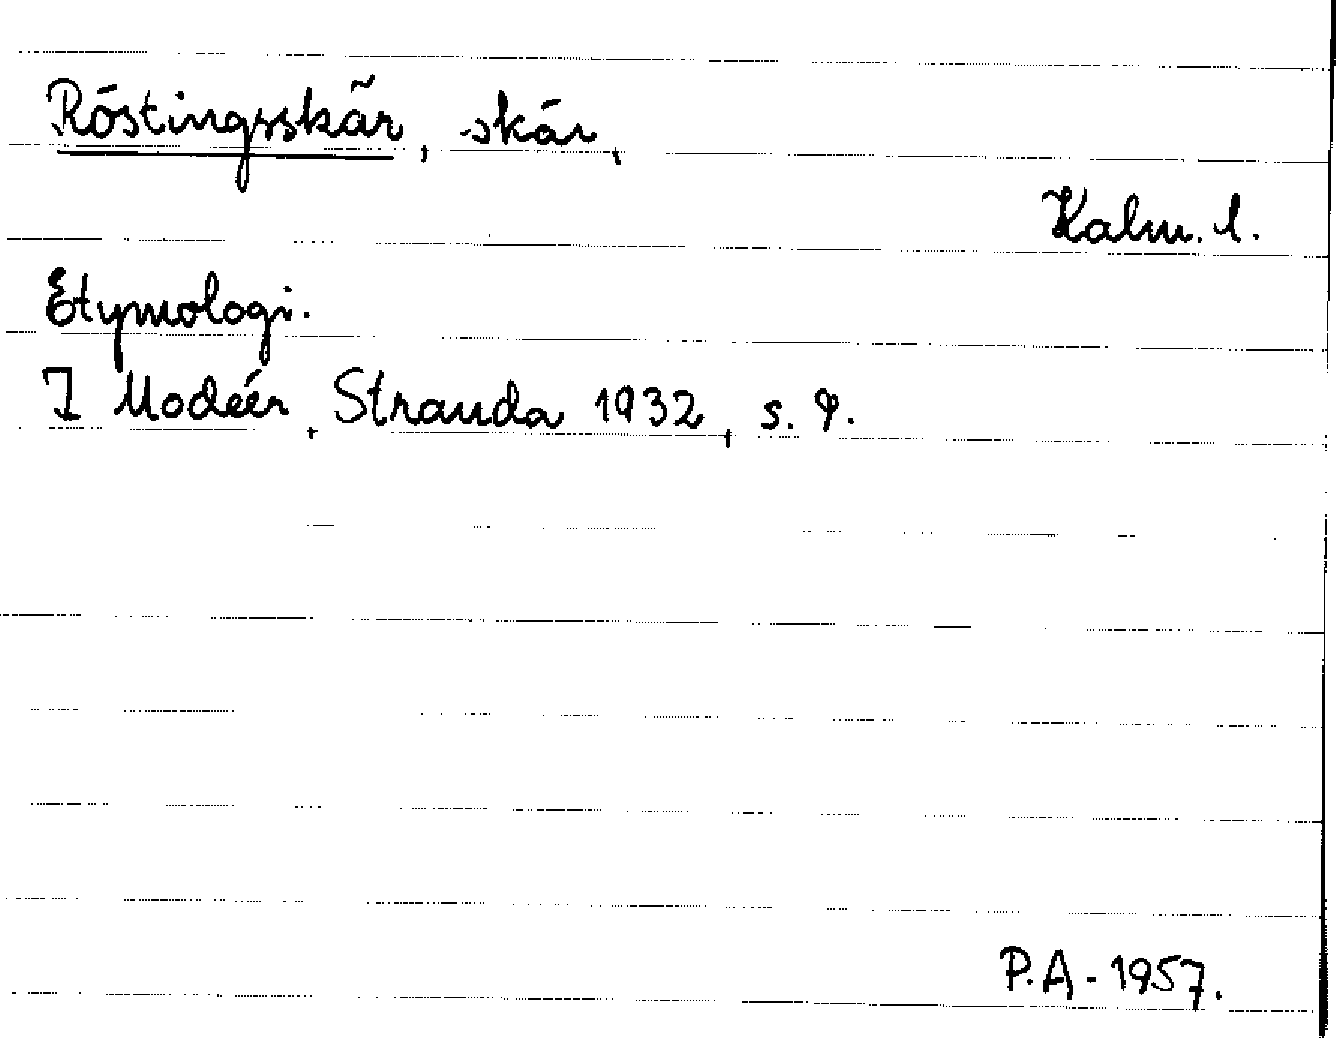 Röstingsskär, skär,
Kalm. l.
Etymologi.
I Modéer, Stranda 1932, s. 9.
P.A - 1957.